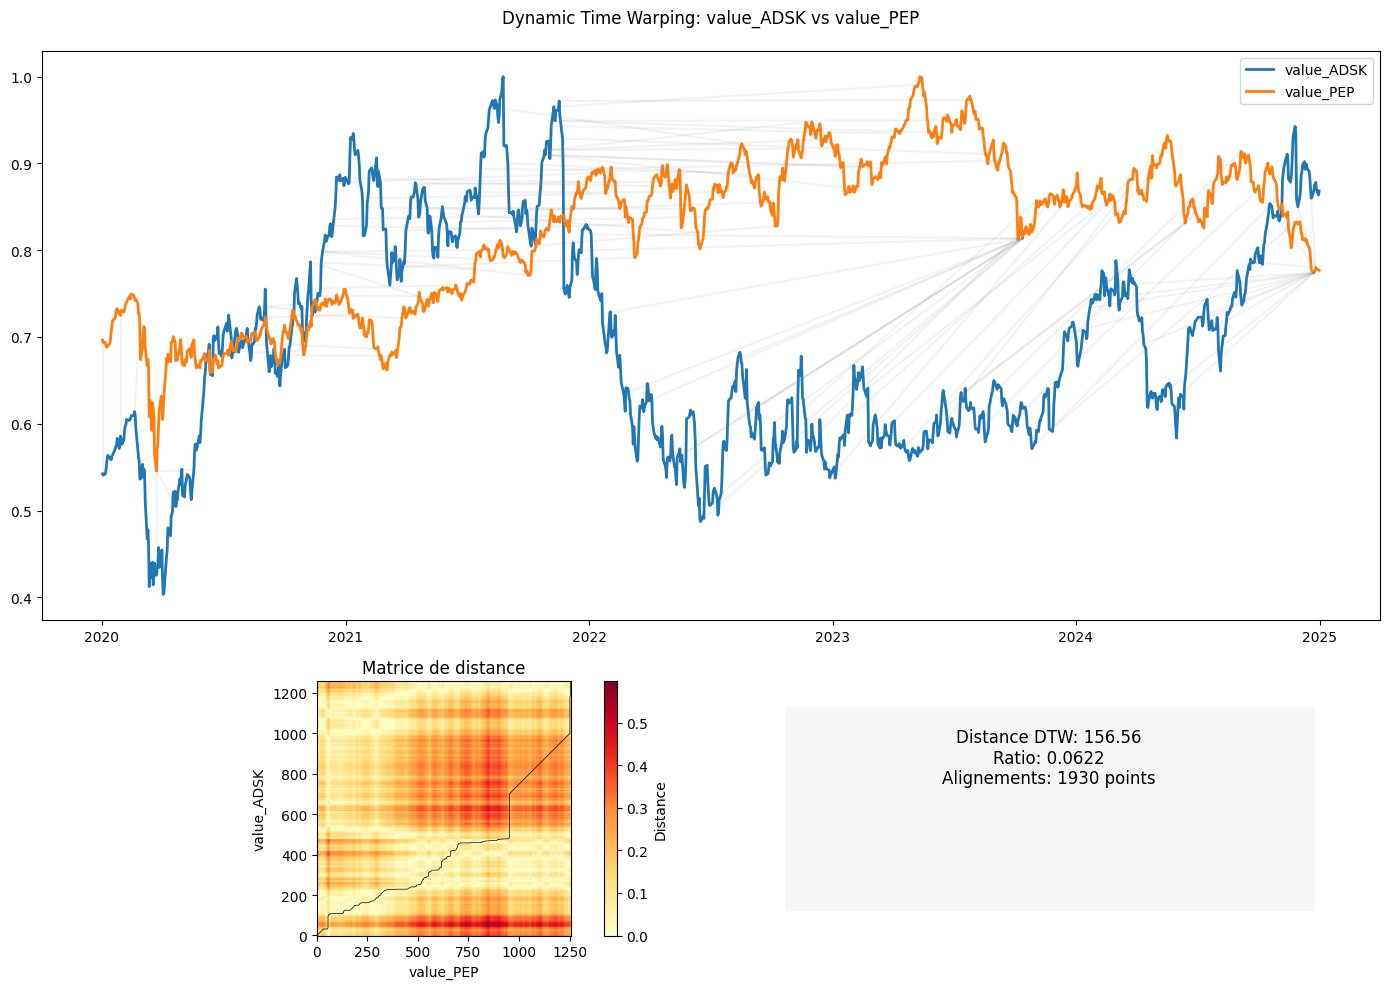 Dynamic Time Warping: value_ADSK vs value_PEP
value_ADSK
value_PEP
1.0
0.9
0.8
0.7
0.6
0.5
0.4
2020 2021 2022 2023 2024 2025
Matrice de distance
1200
1000
800
600
400
200
0
value_ADSK
0 250 500 750 1000 1250
value_PEP
0.5
0.4
0.3
0.2
0.1
0.0
Distance
Distance DTW: 156.56
Ratio: 0.0622
Alignements: 1930 points